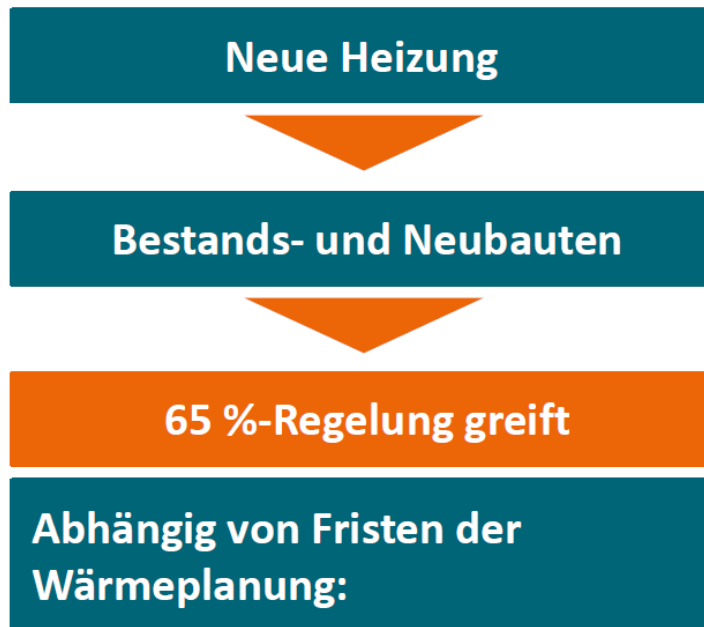 Neue Heizung
Bestands- und Neubauten
65 %-Regelung greift
Abhängig von Fristen der
Wärmeplanung: